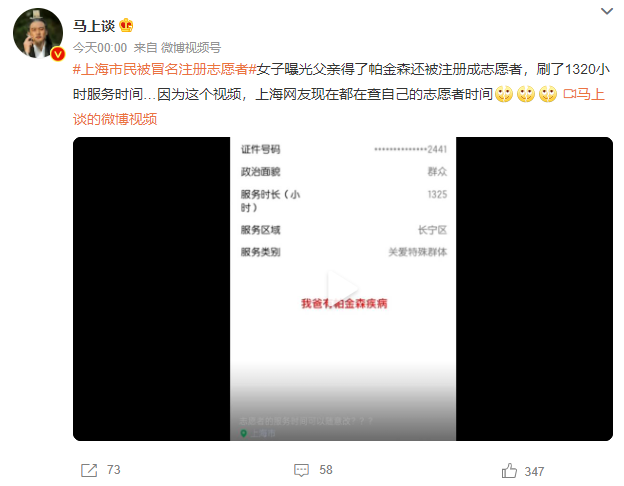 马上谈
今天00:00 来自 微博视频号
#上海市民被冒名注册志愿者#女子曝光父亲得了帕金森还被注册成志愿者，刷了1320小
时服务时间...因为这个视频，上海网友现在都在查自己的志愿者时间 马上
谈的微博视频
证件号码 ••••••••••••••2441
政治面貌 群众
服务时长（小 1325
时）
服务区域 长宁区
服务类别 关爱特殊群体
我爸有帕金森疾病
上海市
73 58 347